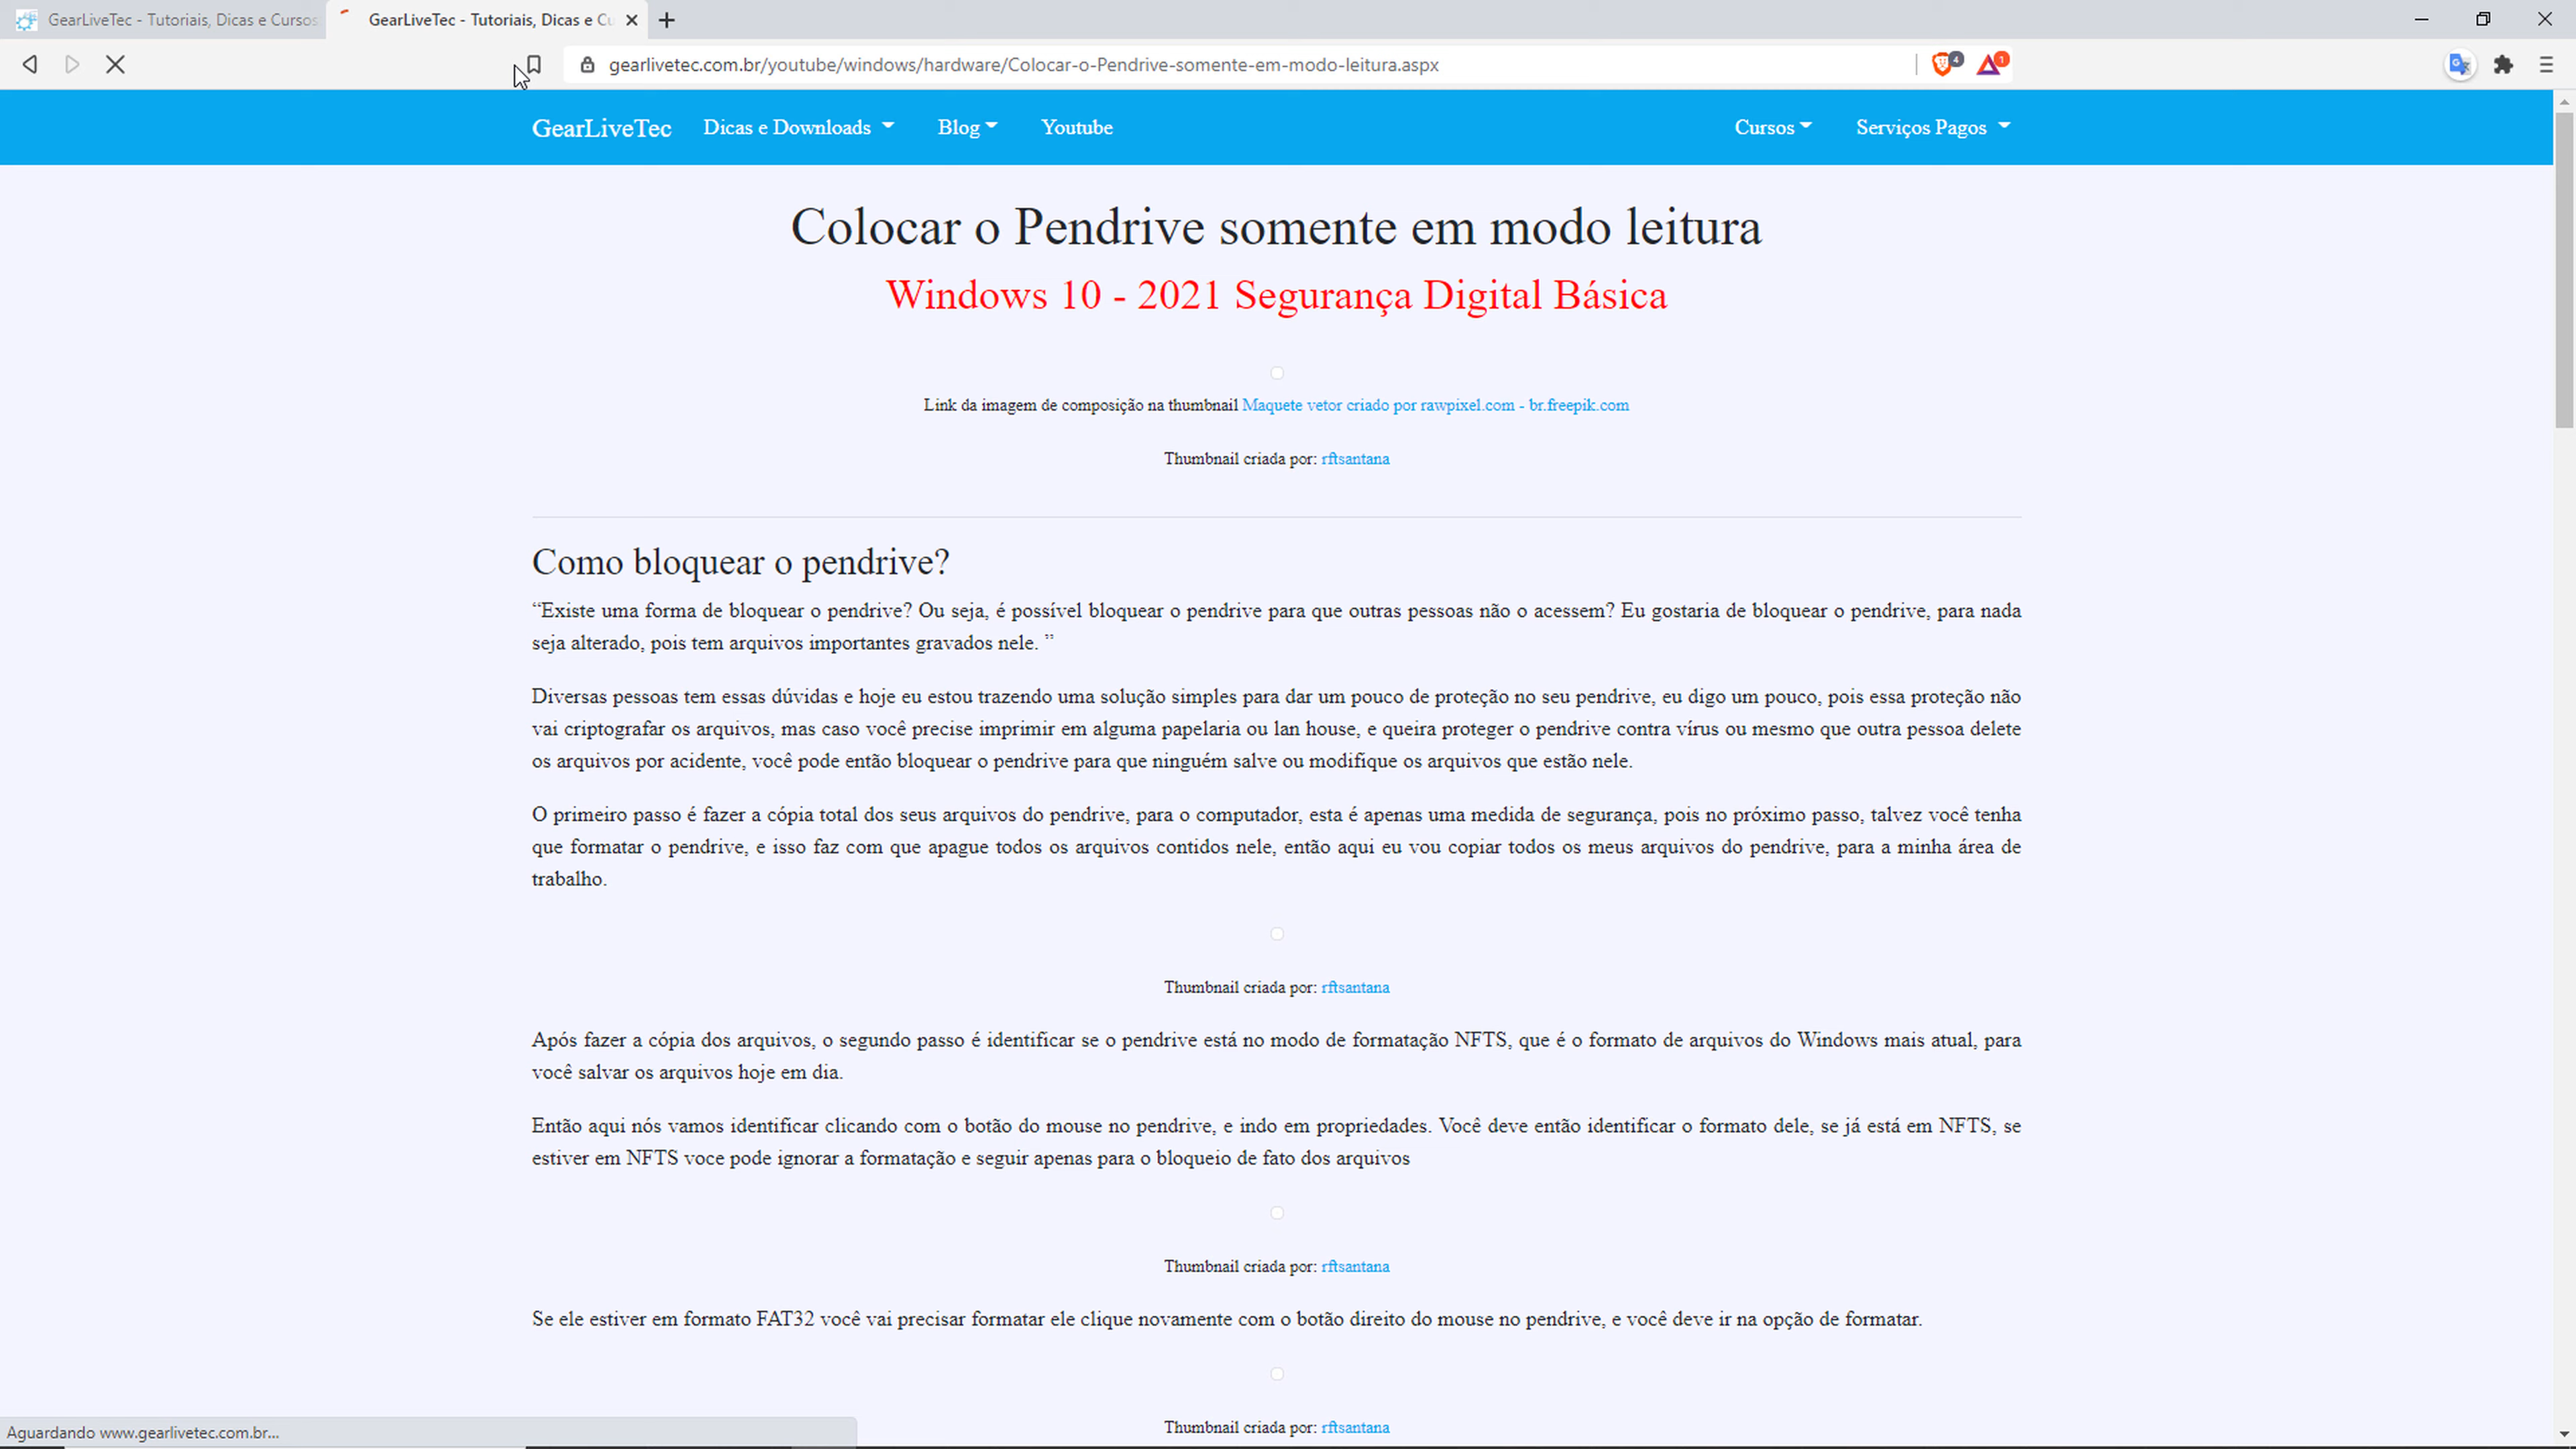 GearLiveTec - Tutoriais, Dicas e Cursos
GearLiveTec - Tutoriais, Dicas e Cu
gearlivetec.com.br/youtube/windows/hardware/Colocar-o-Pendrive-somente-em-modo-leitura.aspx
4
1
GearLiveTec Dicas e Downloads Blog Youtube Cursos Serviços Pagos
Colocar o Pendrive somente em modo leitura
Windows 10 - 2021 Segurança Digital Básica
Link da imagem de composição na thumbnail Maquete vetor criado por rawpixel.com - br.freepik.com
Thumbnail criada por: rftsantana
Como bloquear o pendrive?
“Existe uma forma de bloquear o pendrive? Ou seja, é possível bloquear o pendrive para que outras pessoas não o acessem? Eu gostaria de bloquear o pendrive, para nada
seja alterado, pois tem arquivos importantes gravados nele. ”
Diversas pessoas tem essas dúvidas e hoje eu estou trazendo uma solução simples para dar um pouco de proteção no seu pendrive, eu digo um pouco, pois essa proteção não
vai criptografar os arquivos, mas caso você precise imprimir em alguma papelaria ou lan house, e queira proteger o pendrive contra vírus ou mesmo que outra pessoa delete
os arquivos por acidente, você pode então bloquear o pendrive para que ninguém salve ou modifique os arquivos que estão nele.
O primeiro passo é fazer a cópia total dos seus arquivos do pendrive, para o computador, esta é apenas uma medida de segurança, pois no próximo passo, talvez você tenha
que formatar o pendrive, e isso faz com que apague todos os arquivos contidos nele, então aqui eu vou copiar todos os meus arquivos do pendrive, para a minha área de
trabalho.
Thumbnail criada por: rftsantana
Após fazer a cópia dos arquivos, o segundo passo é identificar se o pendrive está no modo de formatação NFTS, que é o formato de arquivos do Windows mais atual, para
você salvar os arquivos hoje em dia.
Então aqui nós vamos identificar clicando com o botão do mouse no pendrive, e indo em propriedades. Você deve então identificar o formato dele, se já está em NFTS, se
estiver em NFTS voce pode ignorar a formatação e seguir apenas para o bloqueio de fato dos arquivos
Thumbnail criada por: rftsantana
Se ele estiver em formato FAT32 você vai precisar formatar ele clique novamente com o botão direito do mouse no pendrive, e você deve ir na opção de formatar.
Thumbnail criada por: rftsantana
Aguardando www.gearlivetec.com.br...